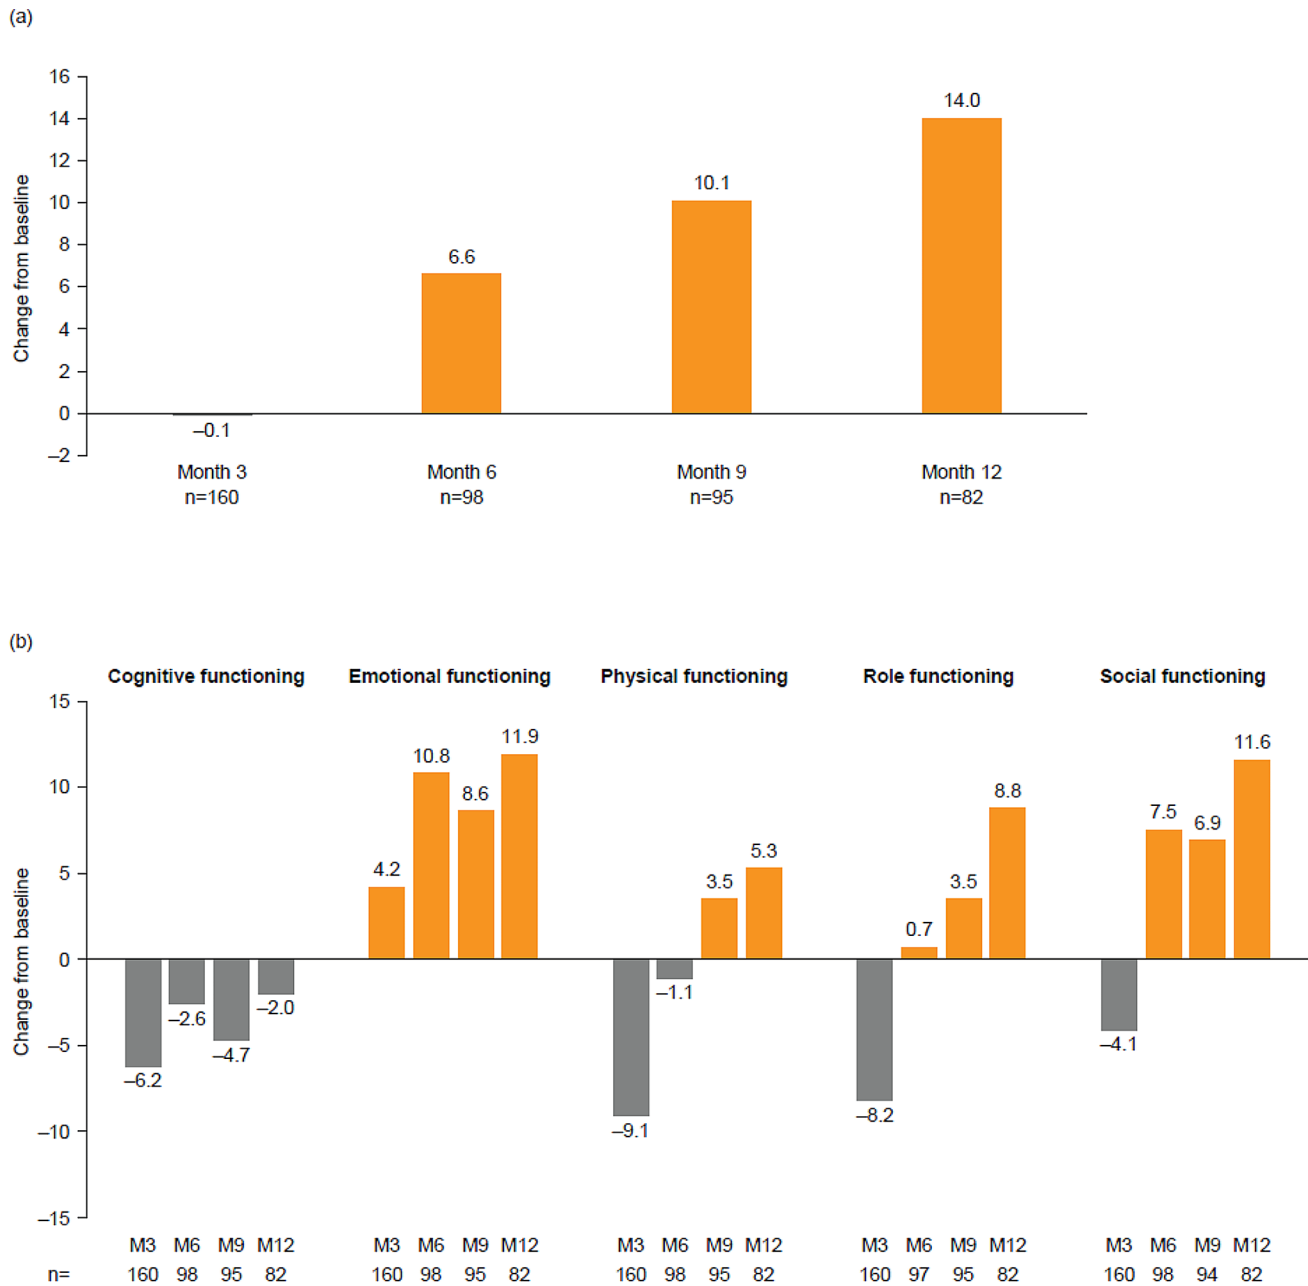 (a)
16
14
12
10
8
6
4
2
0
–2
Change from baseline
–0.1
6.6
10.1
14.0
Month 3
n=160
Month 6
n=98
Month 9
n=95
Month 12
n=82
(b)
Cognitive functioning Emotional functioning Physical functioning Role functioning Social functioning
15
10
5
0
–5
–10
–15
Change from baseline
–6.2 –2.6 –4.7 –2.0
4.2 10.8 8.6 11.9
–9.1 –1.1 3.5 5.3
–8.2 0.7 3.5 8.8
–4.1 7.5 6.9 11.6
M3 M6 M9 M12 M3 M6 M9 M12 M3 M6 M9 M12 M3 M6 M9 M12 M3 M6 M9 M12
n= 160 98 95 82 160 98 95 82 160 98 95 82 160 97 95 82 160 98 94 82